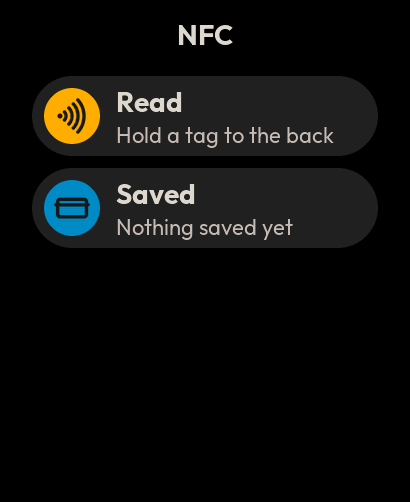 NFC
Read
Hold a tag to the back
Saved
Nothing saved yet